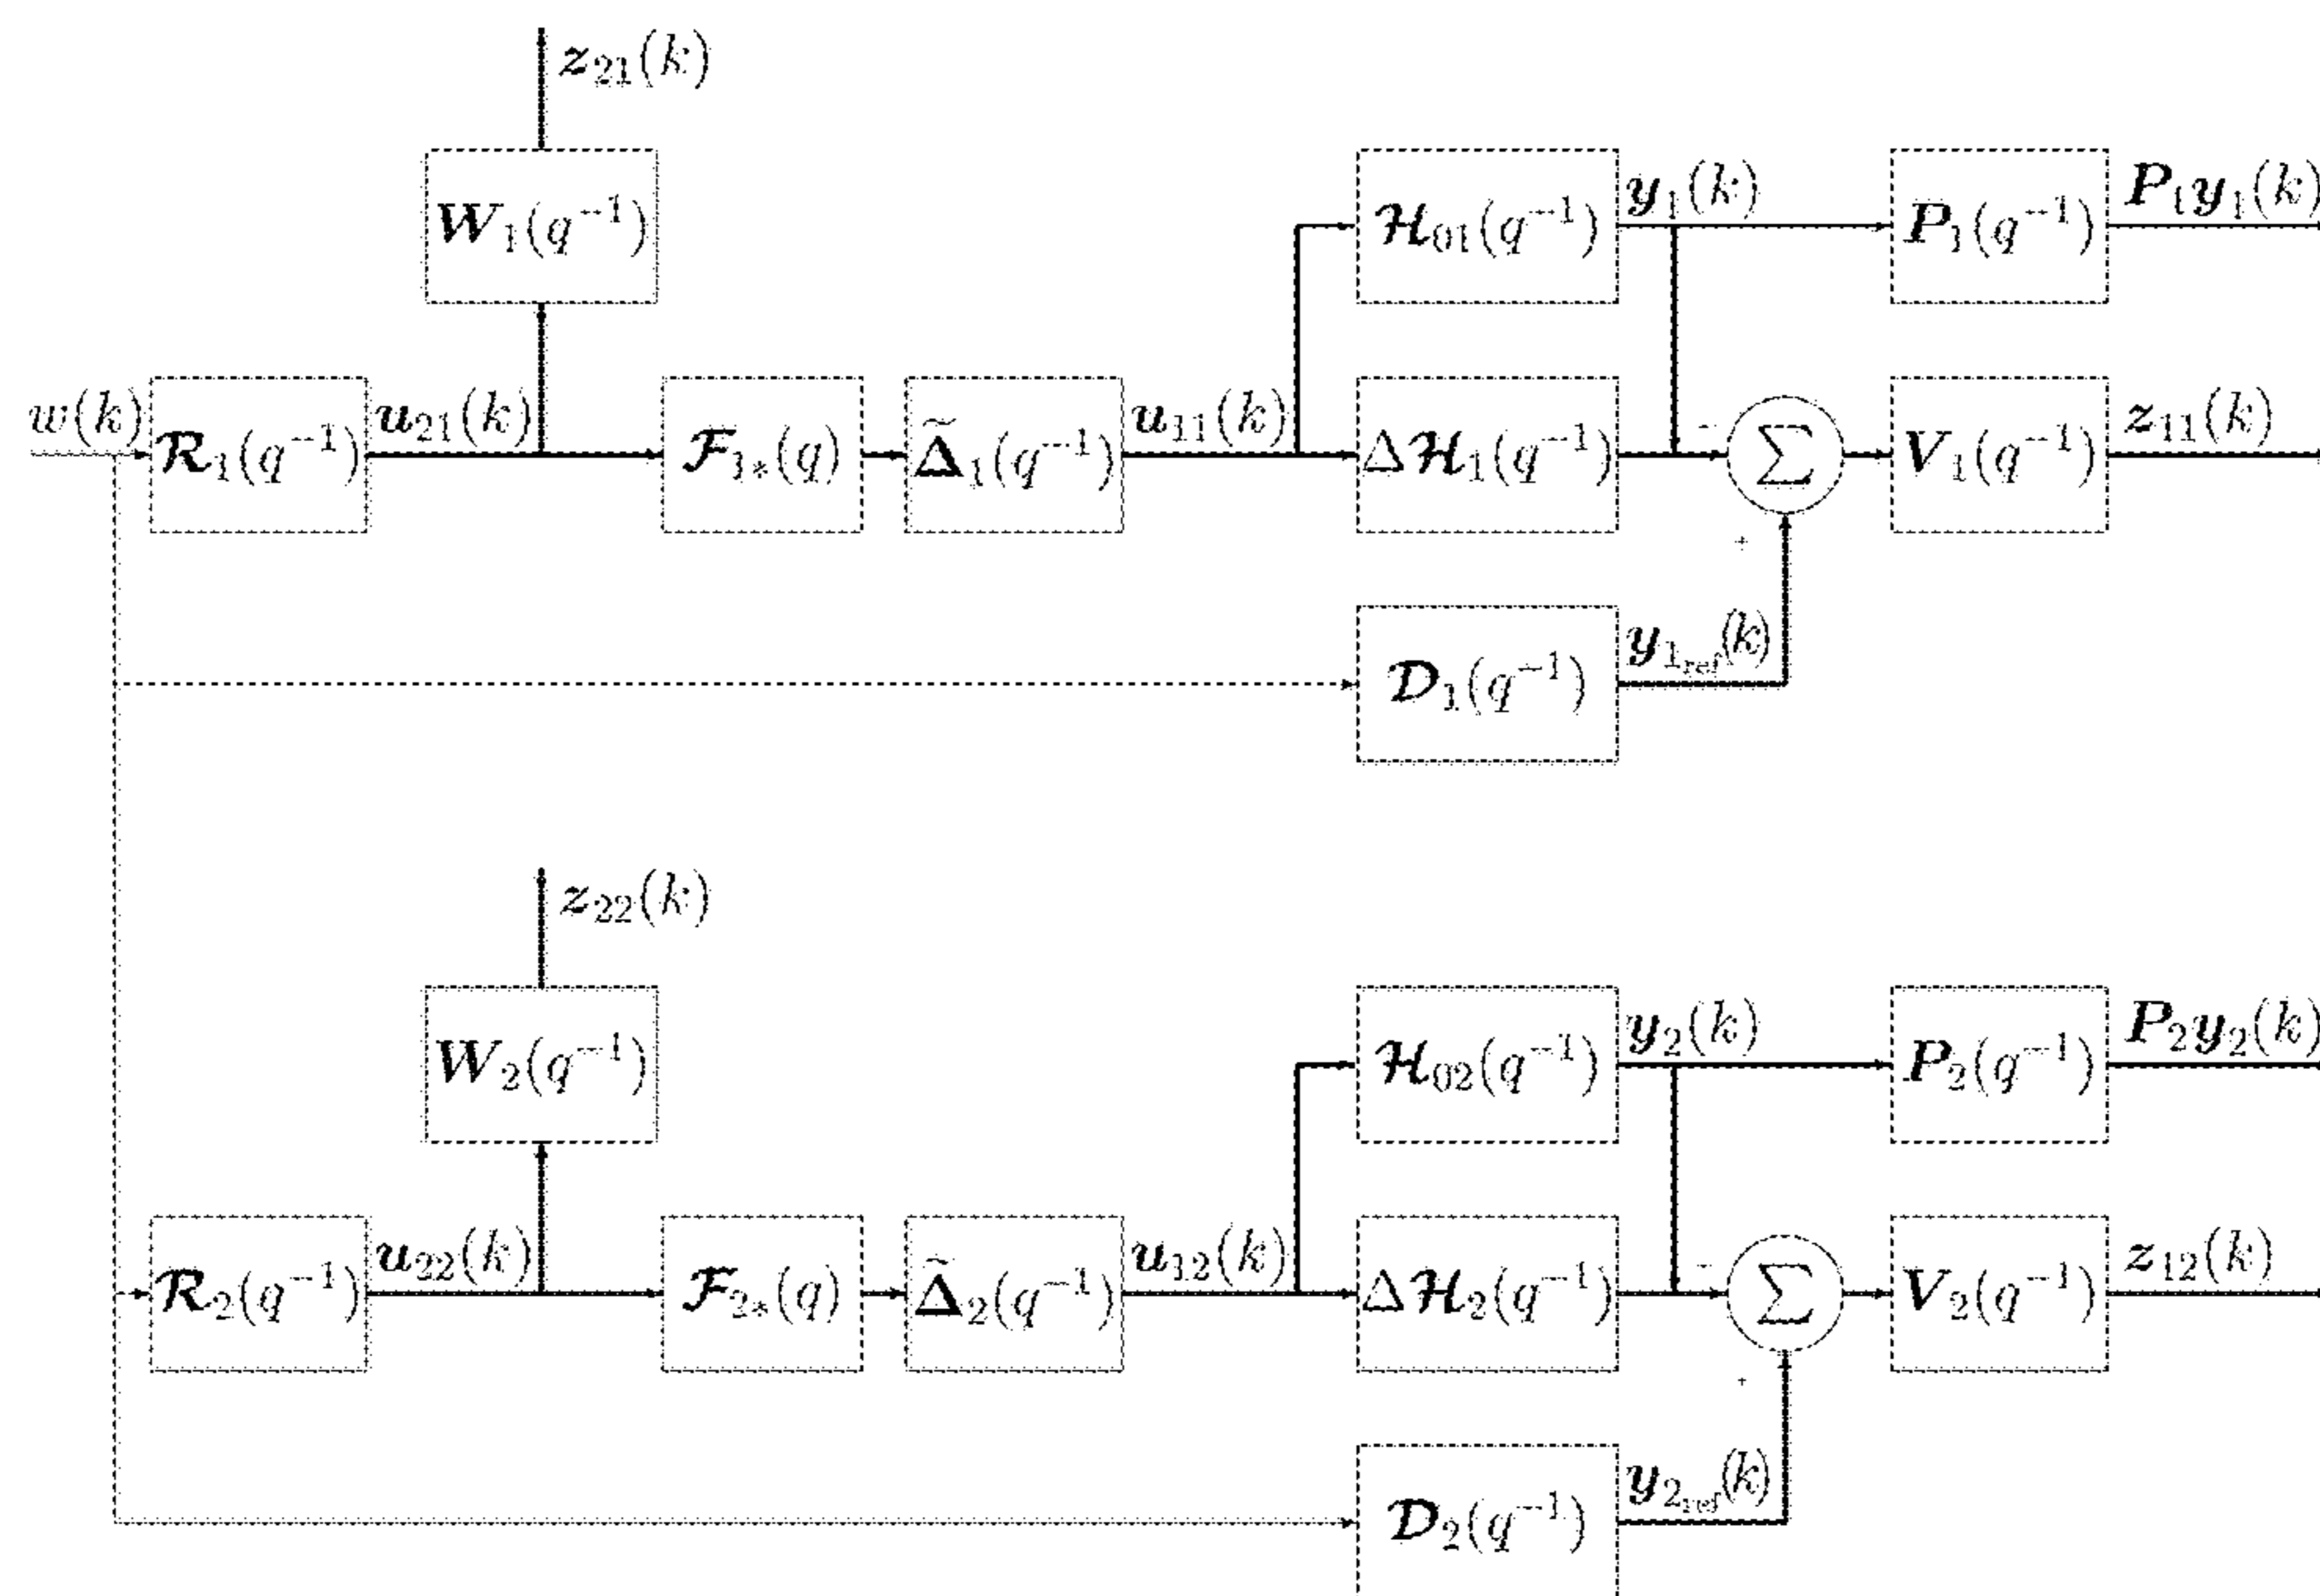 z₂₁(k)
W₁(q⁻¹)
H₀₁(q⁻¹)
y₁(k)
P₁(q⁻¹)
P₁y₁(k)
w(k)
R₁(q⁻¹)
u₂₁(k)
F₁*(q)
Δ̃₁(q⁻¹)
u₁₁(k)
ΔH₁(q⁻¹)
-
Σ
+
V₁(q⁻¹)
z₁₁(k)
D₁(q⁻¹)
y₁ref(k)
z₂₂(k)
W₂(q⁻¹)
H₀₂(q⁻¹)
y₂(k)
P₂(q⁻¹)
P₂y₂(k)
R₂(q⁻¹)
u₂₂(k)
F₂*(q)
Δ̃₂(q⁻¹)
u₁₂(k)
ΔH₂(q⁻¹)
-
Σ
+
V₂(q⁻¹)
z₁₂(k)
D₂(q⁻¹)
y₂ref(k)